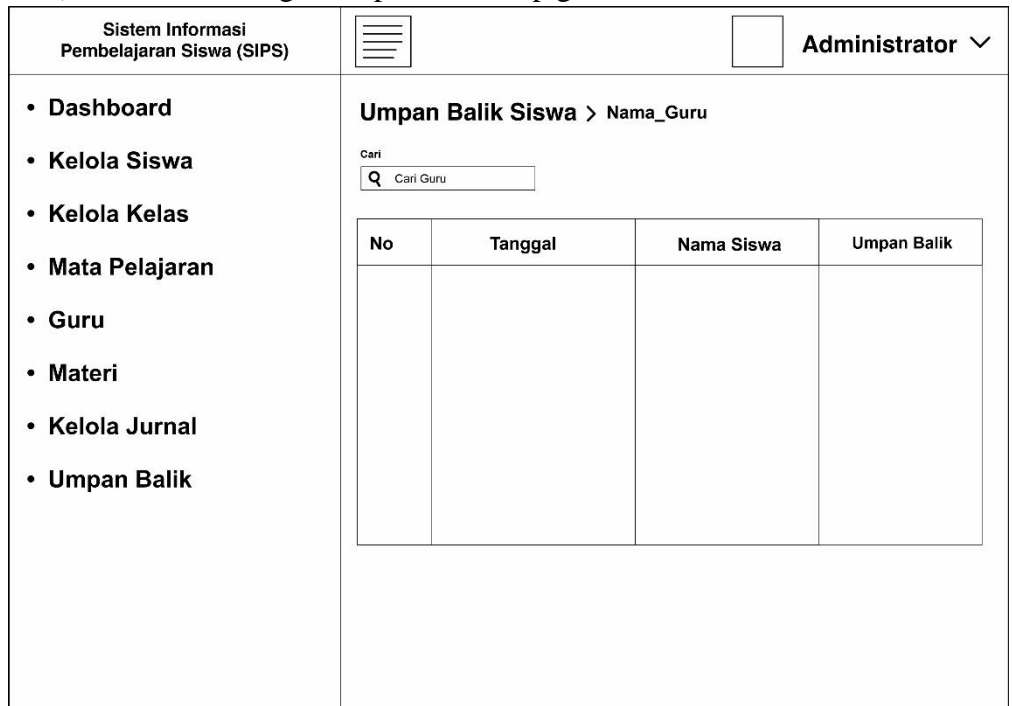 Sistem Informasi
Pembelajaran Siswa (SIPS)
Administrator
• Dashboard
• Kelola Siswa
• Kelola Kelas
• Mata Pelajaran
• Guru
• Materi
• Kelola Jurnal
• Umpan Balik
Umpan Balik Siswa > Nama_Guru
Cari
Cari Guru
No Tanggal Nama Siswa Umpan Balik